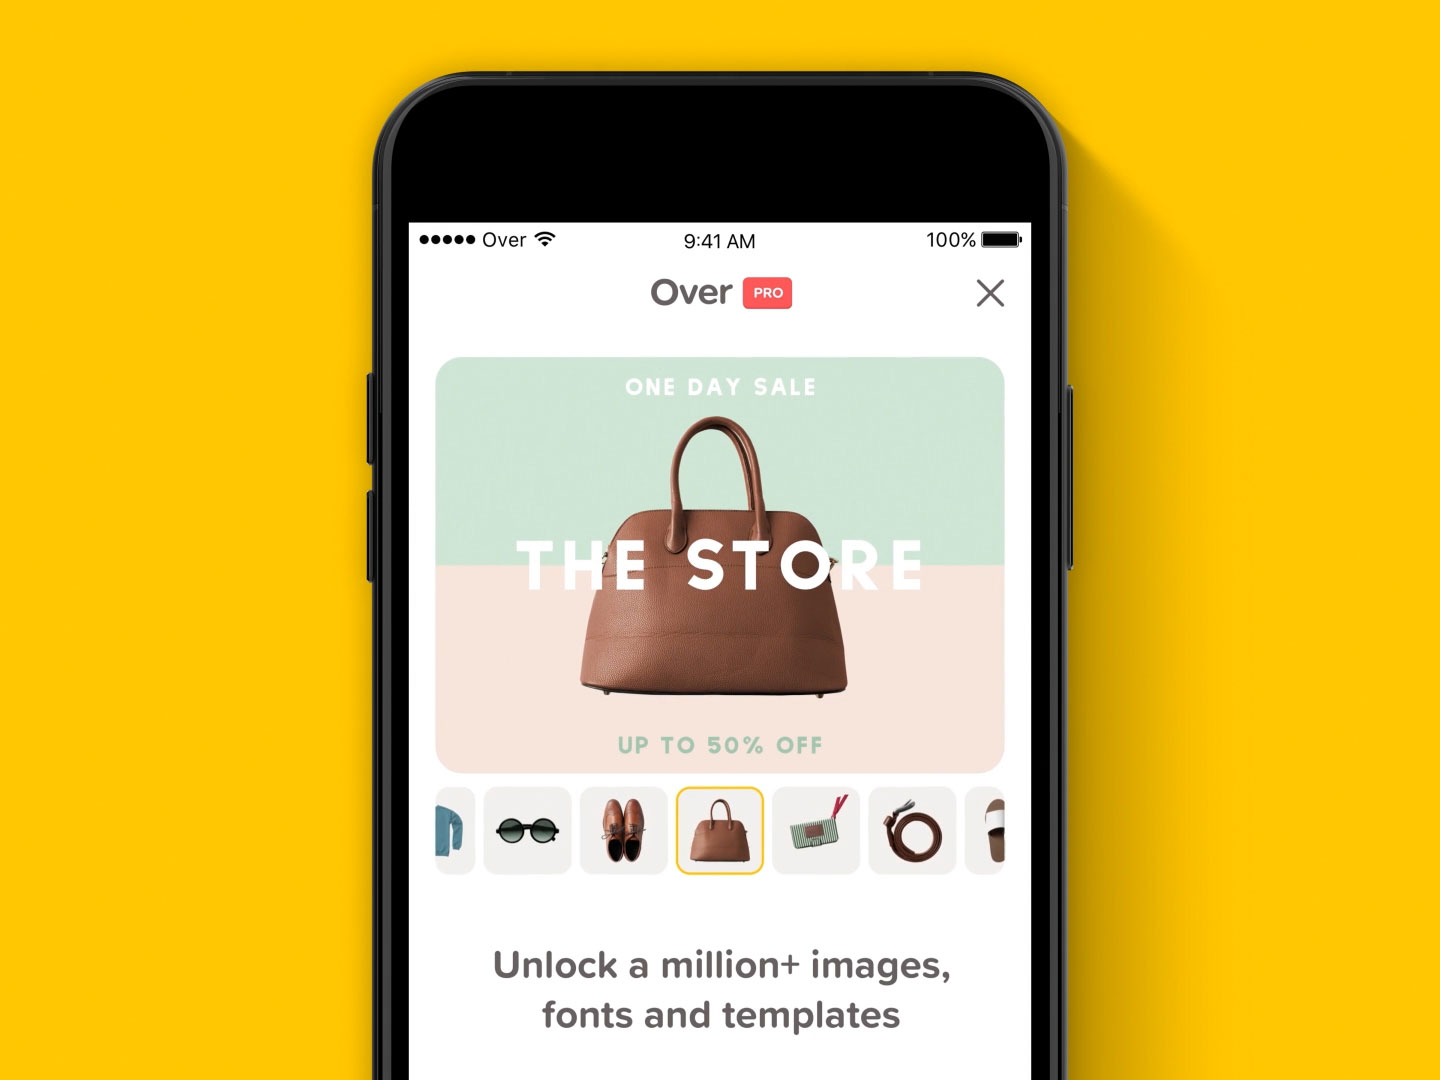 Over
9:41 AM
100%
Over PRO
ONE DAY SALE
THE STORE
UP TO 50% OFF
Unlock a million+ images,
fonts and templates